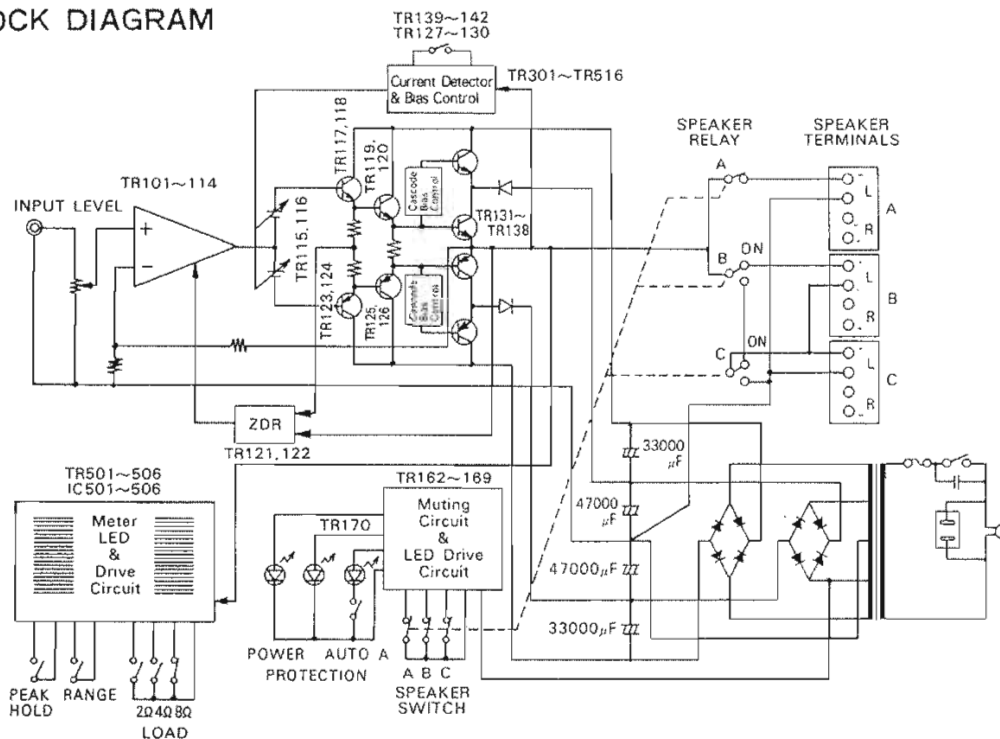 OCK DIAGRAM
TR139~142
TR127~130
Current Detector
& Bias Control
TR301~TR516
TR117,118
TR119,
120
Cascode
Bias
Control
TR101~114
INPUT LEVEL
+
−
TR115,116
TR131~
TR138
TR123,124
TR125,
126
Cascode
Bias
Control
SPEAKER
RELAY
SPEAKER
TERMINALS
A
L
R
A
B
ON
L
R
B
C
ON
L
R
C
ZDR
TR121,122
33000
μF
47000
μF
47000μF
33000μF
TR501~506
IC501~506
Meter
LED
&
Drive
Circuit
PEAK
HOLD
RANGE
2Ω 4Ω 8Ω
LOAD
TR162~169
Muting
Circuit
& LED Drive
Circuit
TR170
POWER
AUTO A
PROTECTION
A B C
SPEAKER
SWITCH